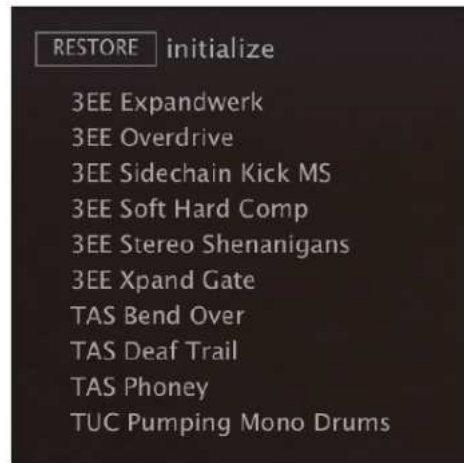 RESTORE initialize
3EE Expandwerk
3EE Overdrive
3EE Sidechain Kick MS
3EE Soft Hard Comp
3EE Stereo Shenanigans
3EE Xpand Gate
TAS Bend Over
TAS Deaf Trail
TAS Phoney
TUC Pumping Mono Drums